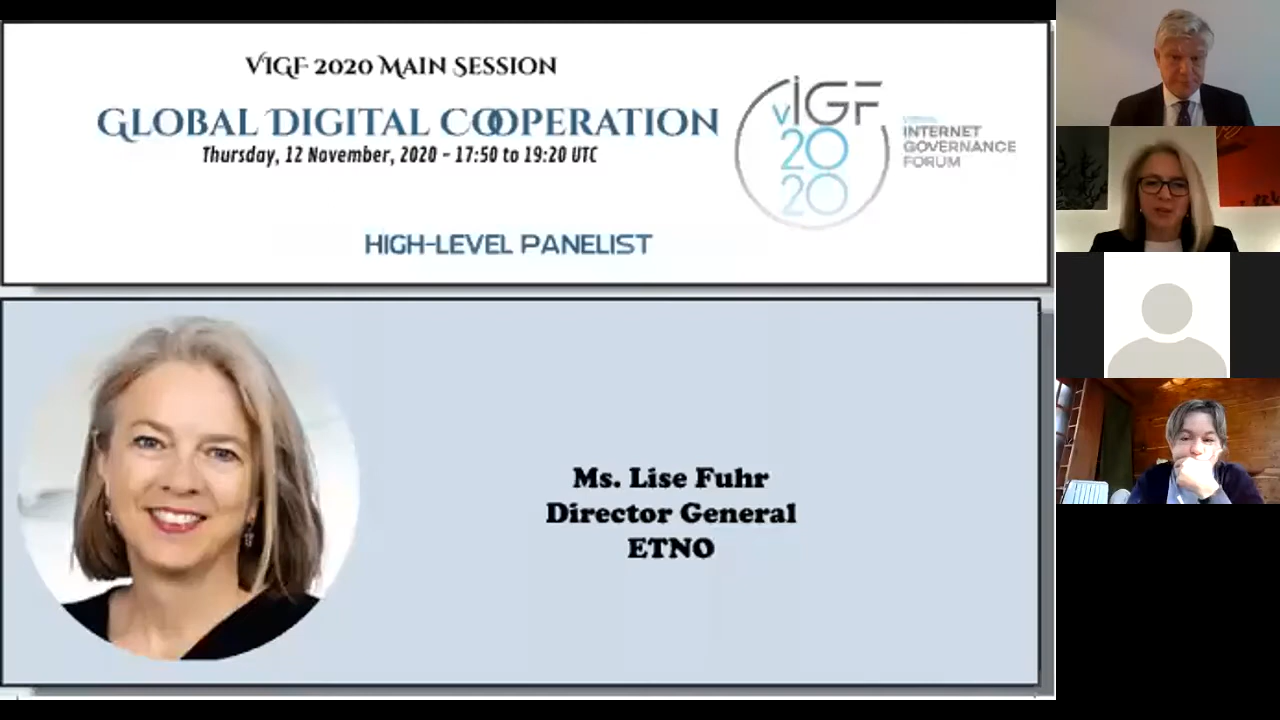 VIGF 2020 MAIN SESSION
GLOBAL DIGITAL COOPERATION
Thursday, 12 November, 2020 - 17:50 to 19:20 UTC
vIGF
2020
INTERNET
GOVERNANCE
FORUM
HIGH-LEVEL PANELIST
Ms. Lise Fuhr
Director General
ETNO